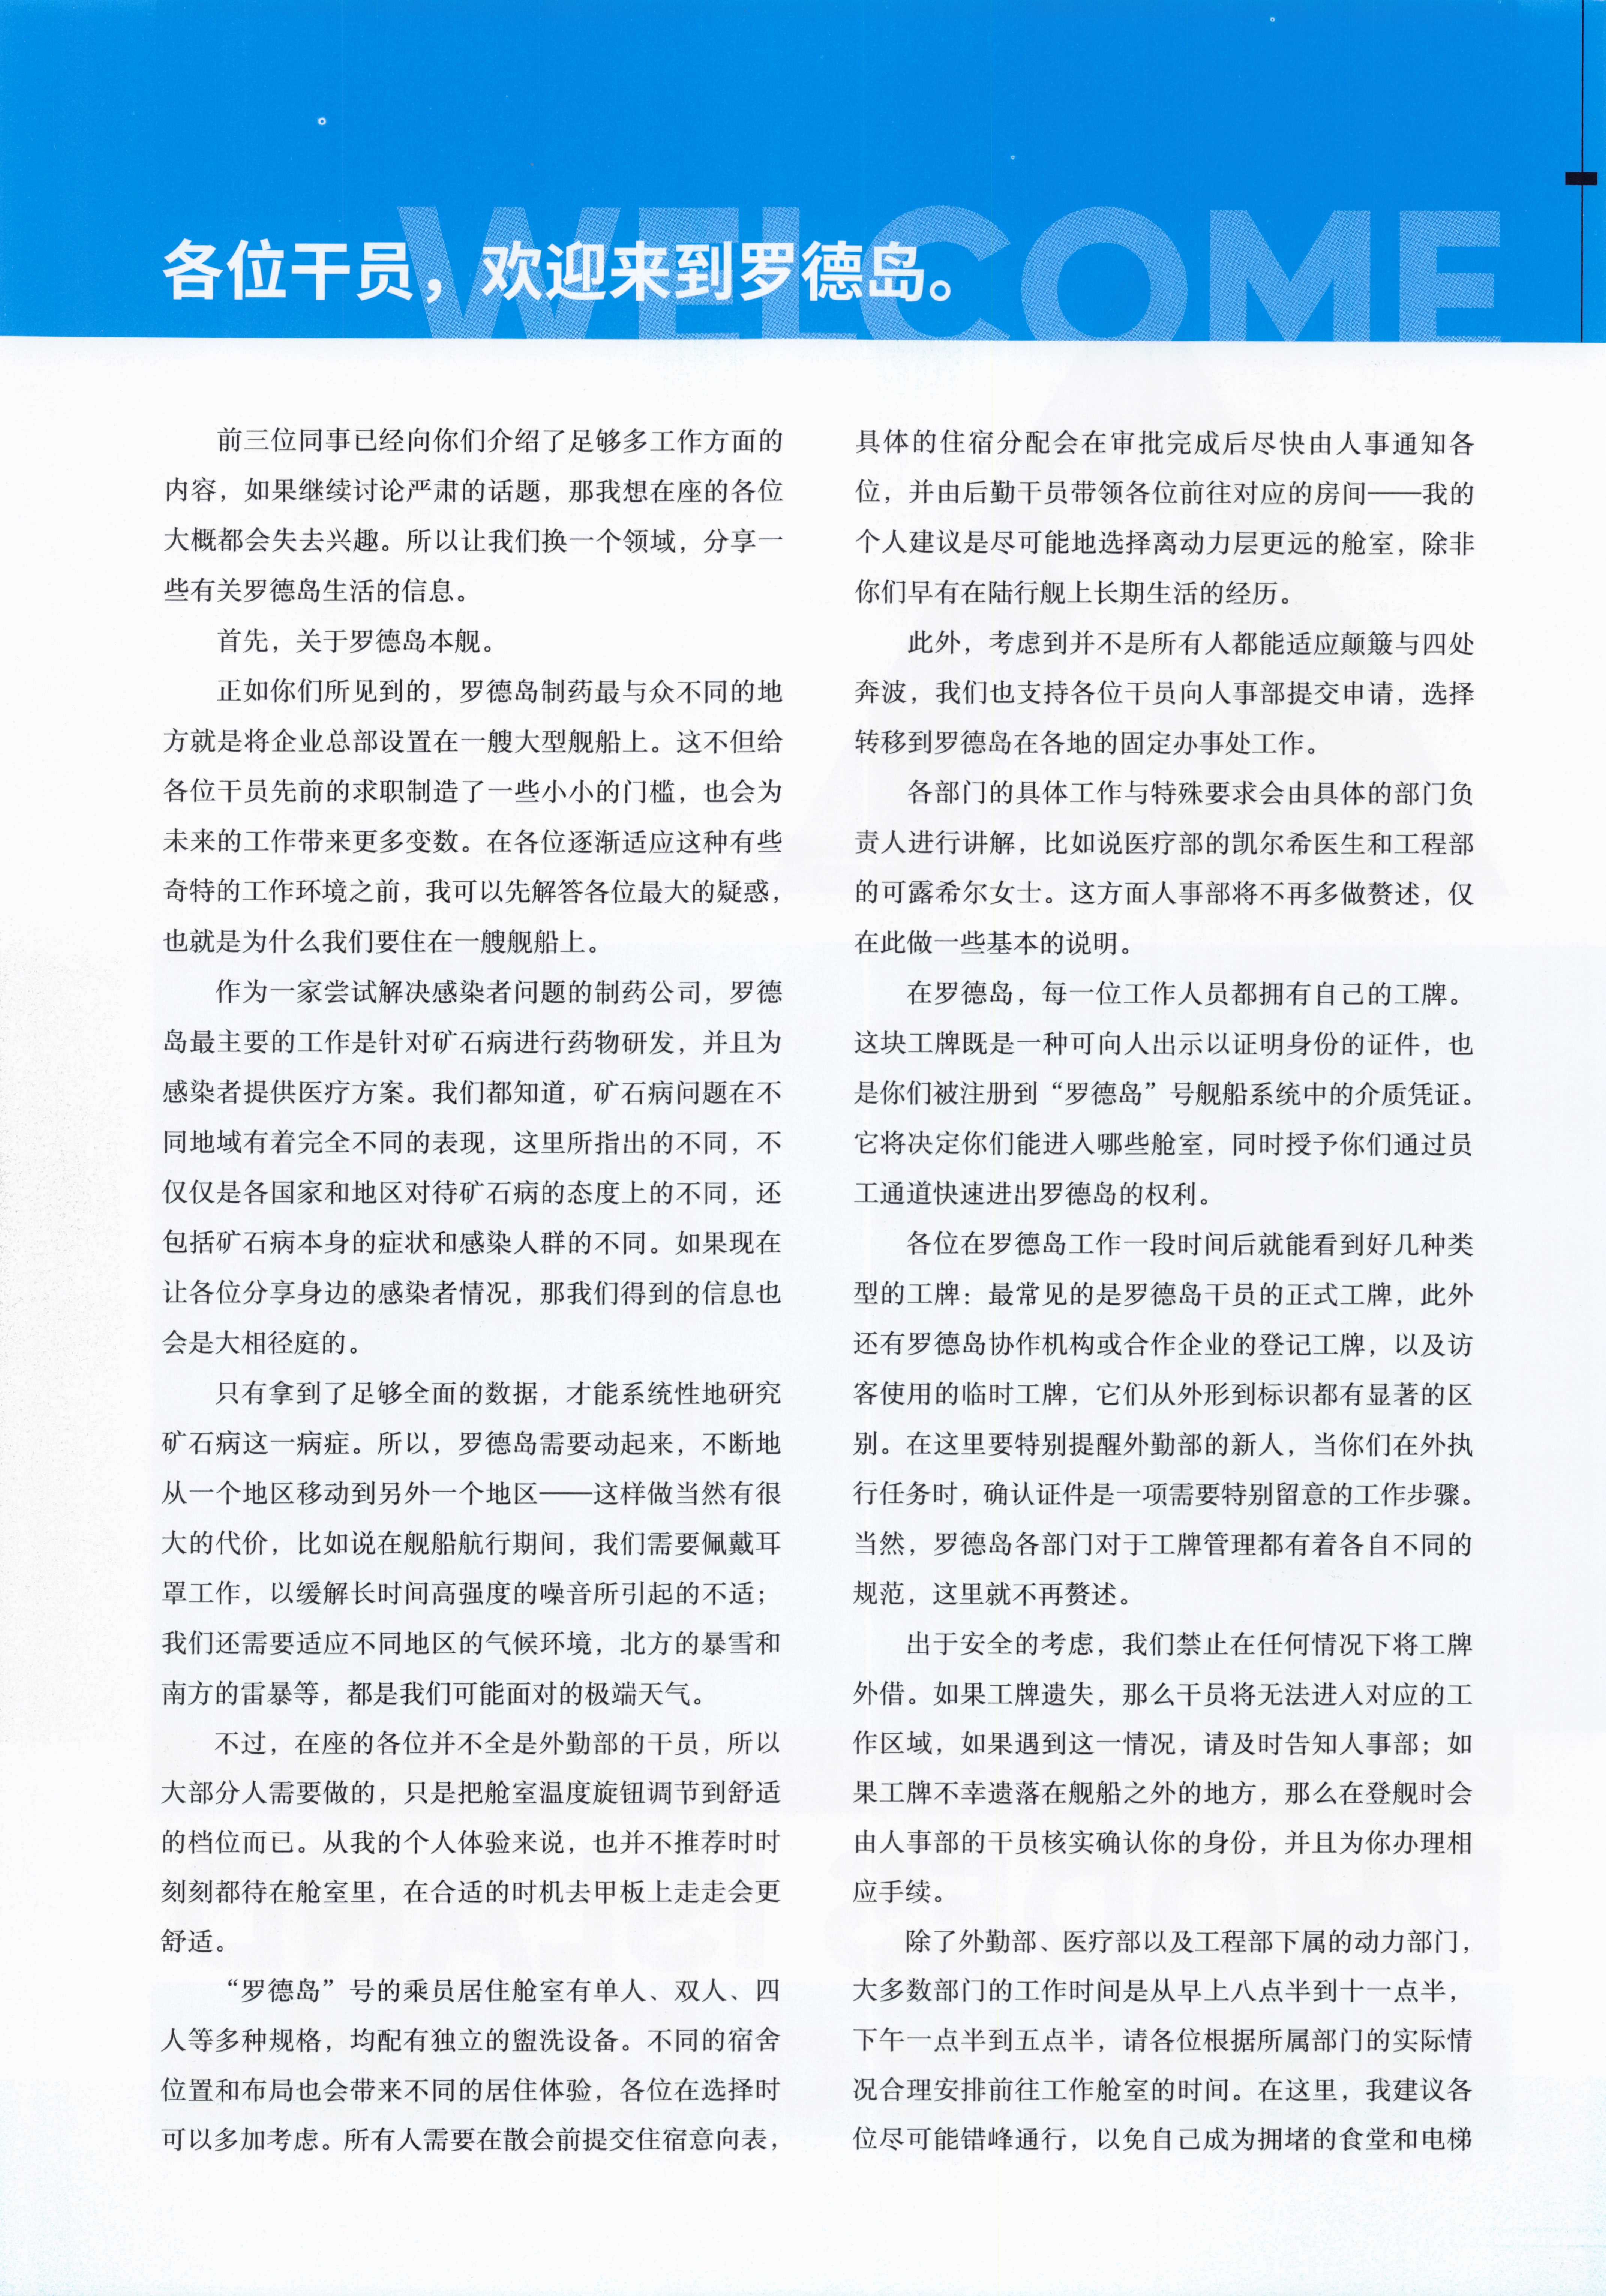 WELCOME
各位干员，欢迎来到罗德岛。
前三位同事已经向你们介绍了足够多工作方面的
内容，如果继续讨论严肃的话题，那我想在座的各位
大概都会失去兴趣。所以让我们换一个领域，分享一
些有关罗德岛生活的信息。
首先，关于罗德岛本舰。
正如你们所见到的，罗德岛制药最与众不同的地
方就是将企业总部设置在一艘大型舰船上。这不但给
各位干员先前的求职制造了一些小小的门槛，也会为
未来的工作带来更多变数。在各位逐渐适应这种有些
奇特的工作环境之前，我可以先解答各位最大的疑惑，
也就是为什么我们要住在一艘舰船上。
作为一家尝试解决感染者问题的制药公司，罗德
岛最主要的工作是针对矿石病进行药物研发，并且为
感染者提供医疗方案。我们都知道，矿石病问题在不
同地域有着完全不同的表现，这里所指出的不同，不
仅仅是各国家和地区对待矿石病的态度上的不同，还
包括矿石病本身的症状和感染人群的不同。如果现在
让各位分享身边的感染者情况，那我们得到的信息也
会是大相径庭的。
只有拿到了足够全面的数据，才能系统性地研究
矿石病这一病症。所以，罗德岛需要动起来，不断地
从一个地区移动到另外一个地区——这样做当然有很
大的代价，比如说在舰船航行期间，我们需要佩戴耳
罩工作，以缓解长时间高强度的噪音所引起的不适；
我们还需要适应不同地区的气候环境，北方的暴雪和
南方的雷暴等，都是我们可能面对的极端天气。
不过，在座的各位并不全是外勤部的干员，所以
大部分人需要做的，只是把舱室温度旋钮调节到舒适
的档位而已。从我的个人体验来说，也并不推荐时时
刻刻都待在舱室里，在合适的时机去甲板上走走会更
舒适。
“罗德岛”号的乘员居住舱室有单人、双人、四
人等多种规格，均配有独立的盥洗设备。不同的宿舍
位置和布局也会带来不同的居住体验，各位在选择时
可以多加考虑。所有人需要在散会前提交住宿意向表，
具体的住宿分配会在审批完成后尽快由人事通知各
位，并由后勤干员带领各位前往对应的房间——我的
个人建议是尽可能地选择离动力层更远的舱室，除非
你们早有在陆行舰上长期生活的经历。
此外，考虑到并不是所有人都能适应颠簸与四处
奔波，我们也支持各位干员向人事部提交申请，选择
转移到罗德岛在各地的固定办事处工作。
各部门的具体工作与特殊要求会由具体的部门负
责人进行讲解，比如说医疗部的凯尔希医生和工程部
的可露希尔女士。这方面人事部将不再多做赘述，仅
在此做一些基本的说明。
在罗德岛，每一位工作人员都拥有自己的工牌。
这块工牌既是一种可向人出示以证明身份的证件，也
是你们被注册到“罗德岛”号舰船系统中的介质凭证。
它将决定你们能进入哪些舱室，同时授予你们通过员
工通道快速进出罗德岛的权利。
各位在罗德岛工作一段时间后就能看到好几种类
型的工牌：最常见的是罗德岛干员的正式工牌，此外
还有罗德岛协作机构或合作企业的登记工牌，以及访
客使用的临时工牌，它们从外形到标识都有显著的区
别。在这里要特别提醒外勤部的新人，当你们在外执
行任务时，确认证件是一项需要特别留意的工作步骤。
当然，罗德岛各部门对于工牌管理都有着各自不同的
规范，这里就不再赘述。
出于安全的考虑，我们禁止在任何情况下将工牌
外借。如果工牌遗失，那么干员将无法进入对应的工
作区域，如果遇到这一情况，请及时告知人事部；如
果工牌不幸遗落在舰船之外的地方，那么在登舰时会
由人事部的干员核实确认你的身份，并且为你办理相
应手续。
除了外勤部、医疗部以及工程部下属的动力部门，
大多数部门的工作时间是从早上八点半到十一点半，
下午一点半到五点半，请各位根据所属部门的实际情
况合理安排前往工作舱室的时间。在这里，我建议各
位尽可能错峰通行，以免自己成为拥堵的食堂和电梯